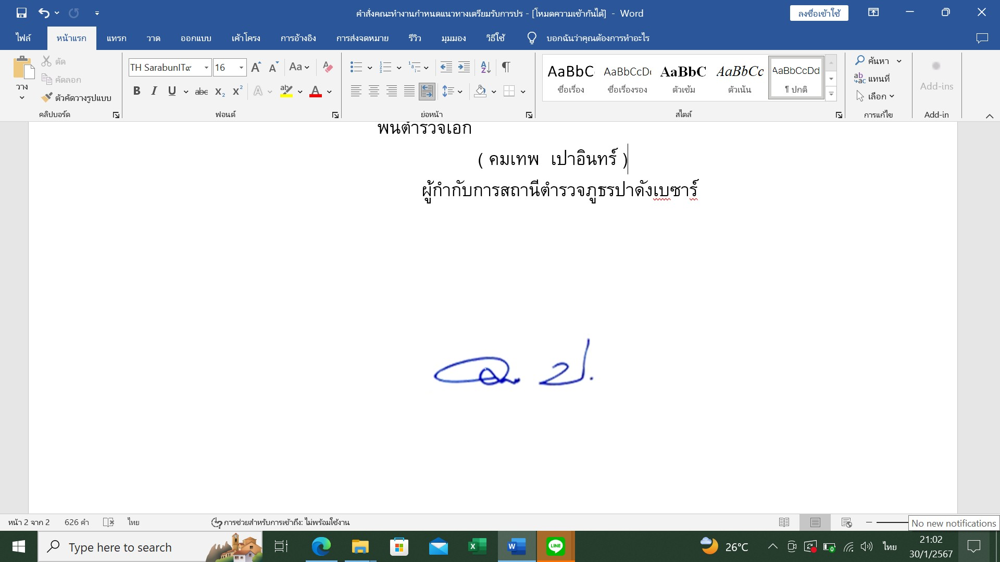 คำสั่งคณะทำงานกำหนดแนวทางเตรียมรับการปร - [โหมดความเข้ากันได้] - Word
ลงชื่อเข้าใช้
ไฟล์ หน้าแรก แทรก วาด ออกแบบ เค้าโครง การอ้างอิง การส่งจดหมาย รีวิว มุมมอง วิธีใช้ บอกฉันว่าคุณต้องการทำอะไร
วาง
ตัด
คัดลอก
ตัวคัดวางรูปแบบ
คลิปบอร์ด
TH SarabunIT๙ 16
ฟอนต์
ย่อหน้า
AaBbC AaBbCcD AaBbC AaBbCc AaBbCcDd
ชื่อเรื่อง ชื่อเรื่องรอง ตัวเข้ม ตัวเน้น ¶ ปกติ
สไตล์
ค้นหา
แทนที่
เลือก
การแก้ไข
Add-ins
Add-in
พันตำรวจเอก
( คมเทพ เปาอินทร์ )
ผู้กำกับการสถานีตำรวจภูธรปาดังเบซาร์
หน้า 2 จาก 2 626 คำ ไทย การช่วยสำหรับการเข้าถึง: ไม่พร้อมใช้งาน
No new notifications
Type here to search
LINE
26°C
ไทย
21:02
30/1/2567